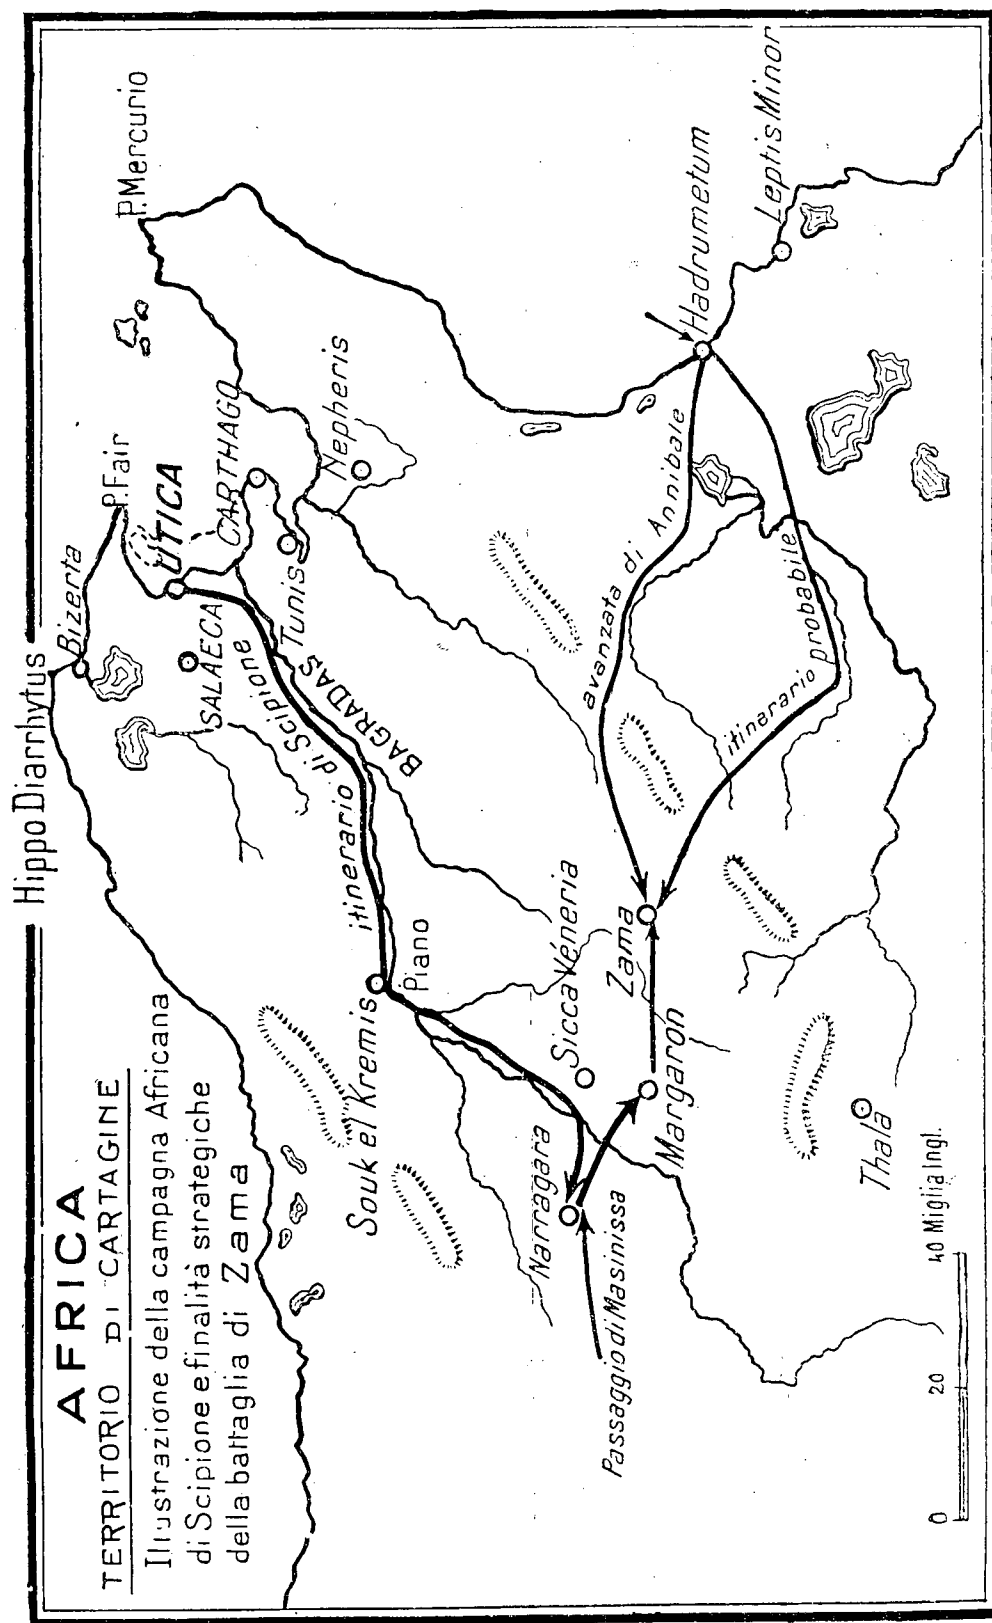 AFRICA
TERRITORIO DI CARTAGINE
Illustrazione della campagna Africana
di Scipione e finalità strategiche
della battaglia di Zama
Hippo Diarrhytus
Bizerta
P. Fair
P. Mercurio
UTICA
SALAECA
CARTHAGO
Tunis
Nepheris
itinerario di Scipione
BAGRADAS
Souk el Kremis
Piano
avanzata di Annibale
Hadrumetum
Leptis Minor
itinerario probabile
Sicca Véneria
Zama
Narragara
Margaron
Passaggio di Masinissa
Thala
0 20 40 Miglia Ingl.